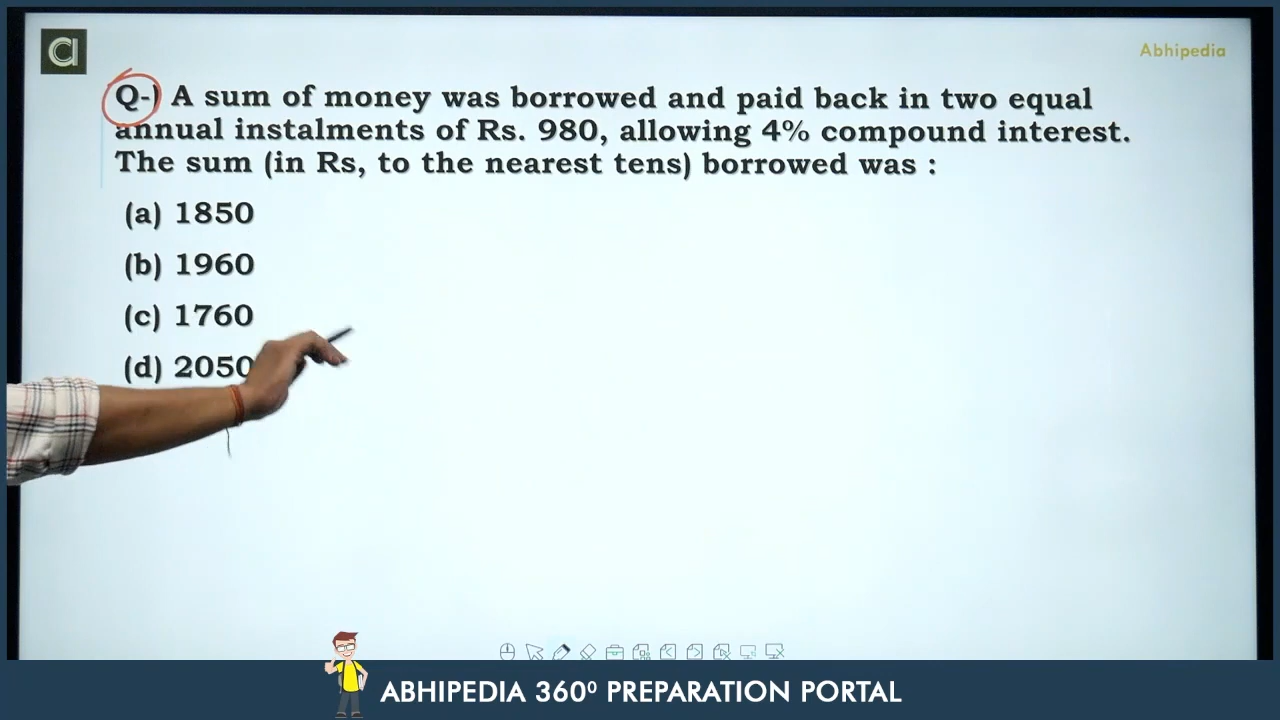 Abhipedia
Q-) A sum of money was borrowed and paid back in two equal
annual instalments of Rs. 980, allowing 4% compound interest.
The sum (in Rs, to the nearest tens) borrowed was :
(a) 1850
(b) 1960
(c) 1760
(d) 2050
ABHIPEDIA 360⁰ PREPARATION PORTAL